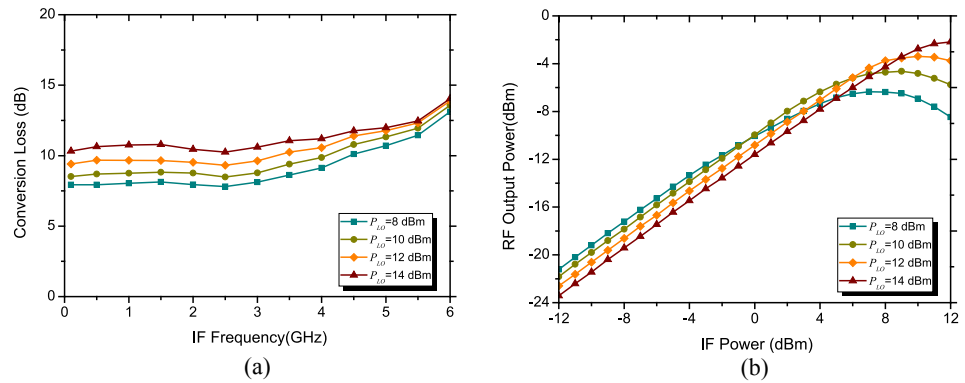 20
15
10
5
0
Conversion Loss (dB)
P_LO=8 dBm
P_LO=10 dBm
P_LO=12 dBm
P_LO=14 dBm
0 1 2 3 4 5 6
IF Frequency(GHz)
(a)
0
-4
-8
-12
-16
-20
-24
RF Output Power(dBm)
P_LO=8 dBm
P_LO=10 dBm
P_LO=12 dBm
P_LO=14 dBm
-12 -8 -4 0 4 8 12
IF Power (dBm)
(b)